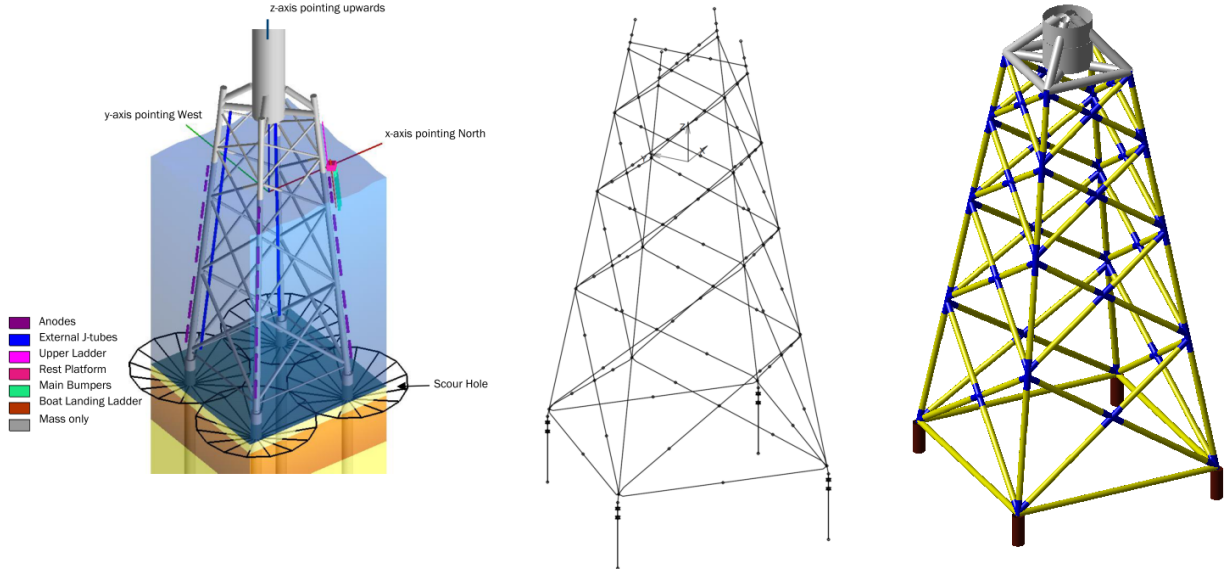 z-axis pointing upwards
y-axis pointing West
x-axis pointing North
Anodes
External J-tubes
Upper Ladder
Rest Platform
Main Bumpers
Boat Landing Ladder
Mass only
Scour Hole
Z